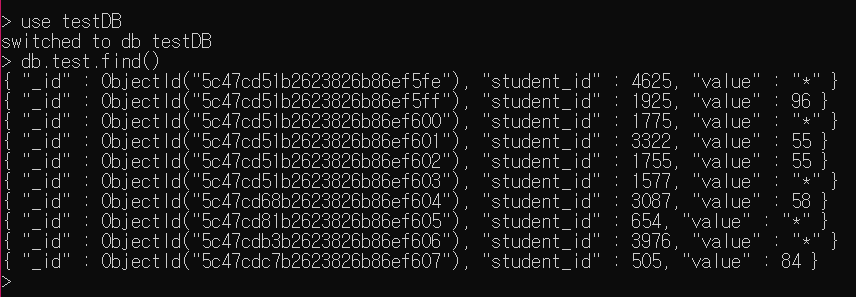 > use testDB
switched to db testDB
> db.test.find()
{ "_id" : ObjectId("5c47cd51b2623826b86ef5fe"), "student_id" : 4625, "value" : "*" }
{ "_id" : ObjectId("5c47cd51b2623826b86ef5ff"), "student_id" : 1925, "value" : 96 }
{ "_id" : ObjectId("5c47cd51b2623826b86ef600"), "student_id" : 1775, "value" : "*" }
{ "_id" : ObjectId("5c47cd51b2623826b86ef601"), "student_id" : 3322, "value" : 55 }
{ "_id" : ObjectId("5c47cd51b2623826b86ef602"), "student_id" : 1755, "value" : 55 }
{ "_id" : ObjectId("5c47cd51b2623826b86ef603"), "student_id" : 1577, "value" : "*" }
{ "_id" : ObjectId("5c47cd68b2623826b86ef604"), "student_id" : 3087, "value" : 58 }
{ "_id" : ObjectId("5c47cd81b2623826b86ef605"), "student_id" : 654, "value" : "*" }
{ "_id" : ObjectId("5c47cdb3b2623826b86ef606"), "student_id" : 3976, "value" : "*" }
{ "_id" : ObjectId("5c47cdc7b2623826b86ef607"), "student_id" : 505, "value" : 84 }
>